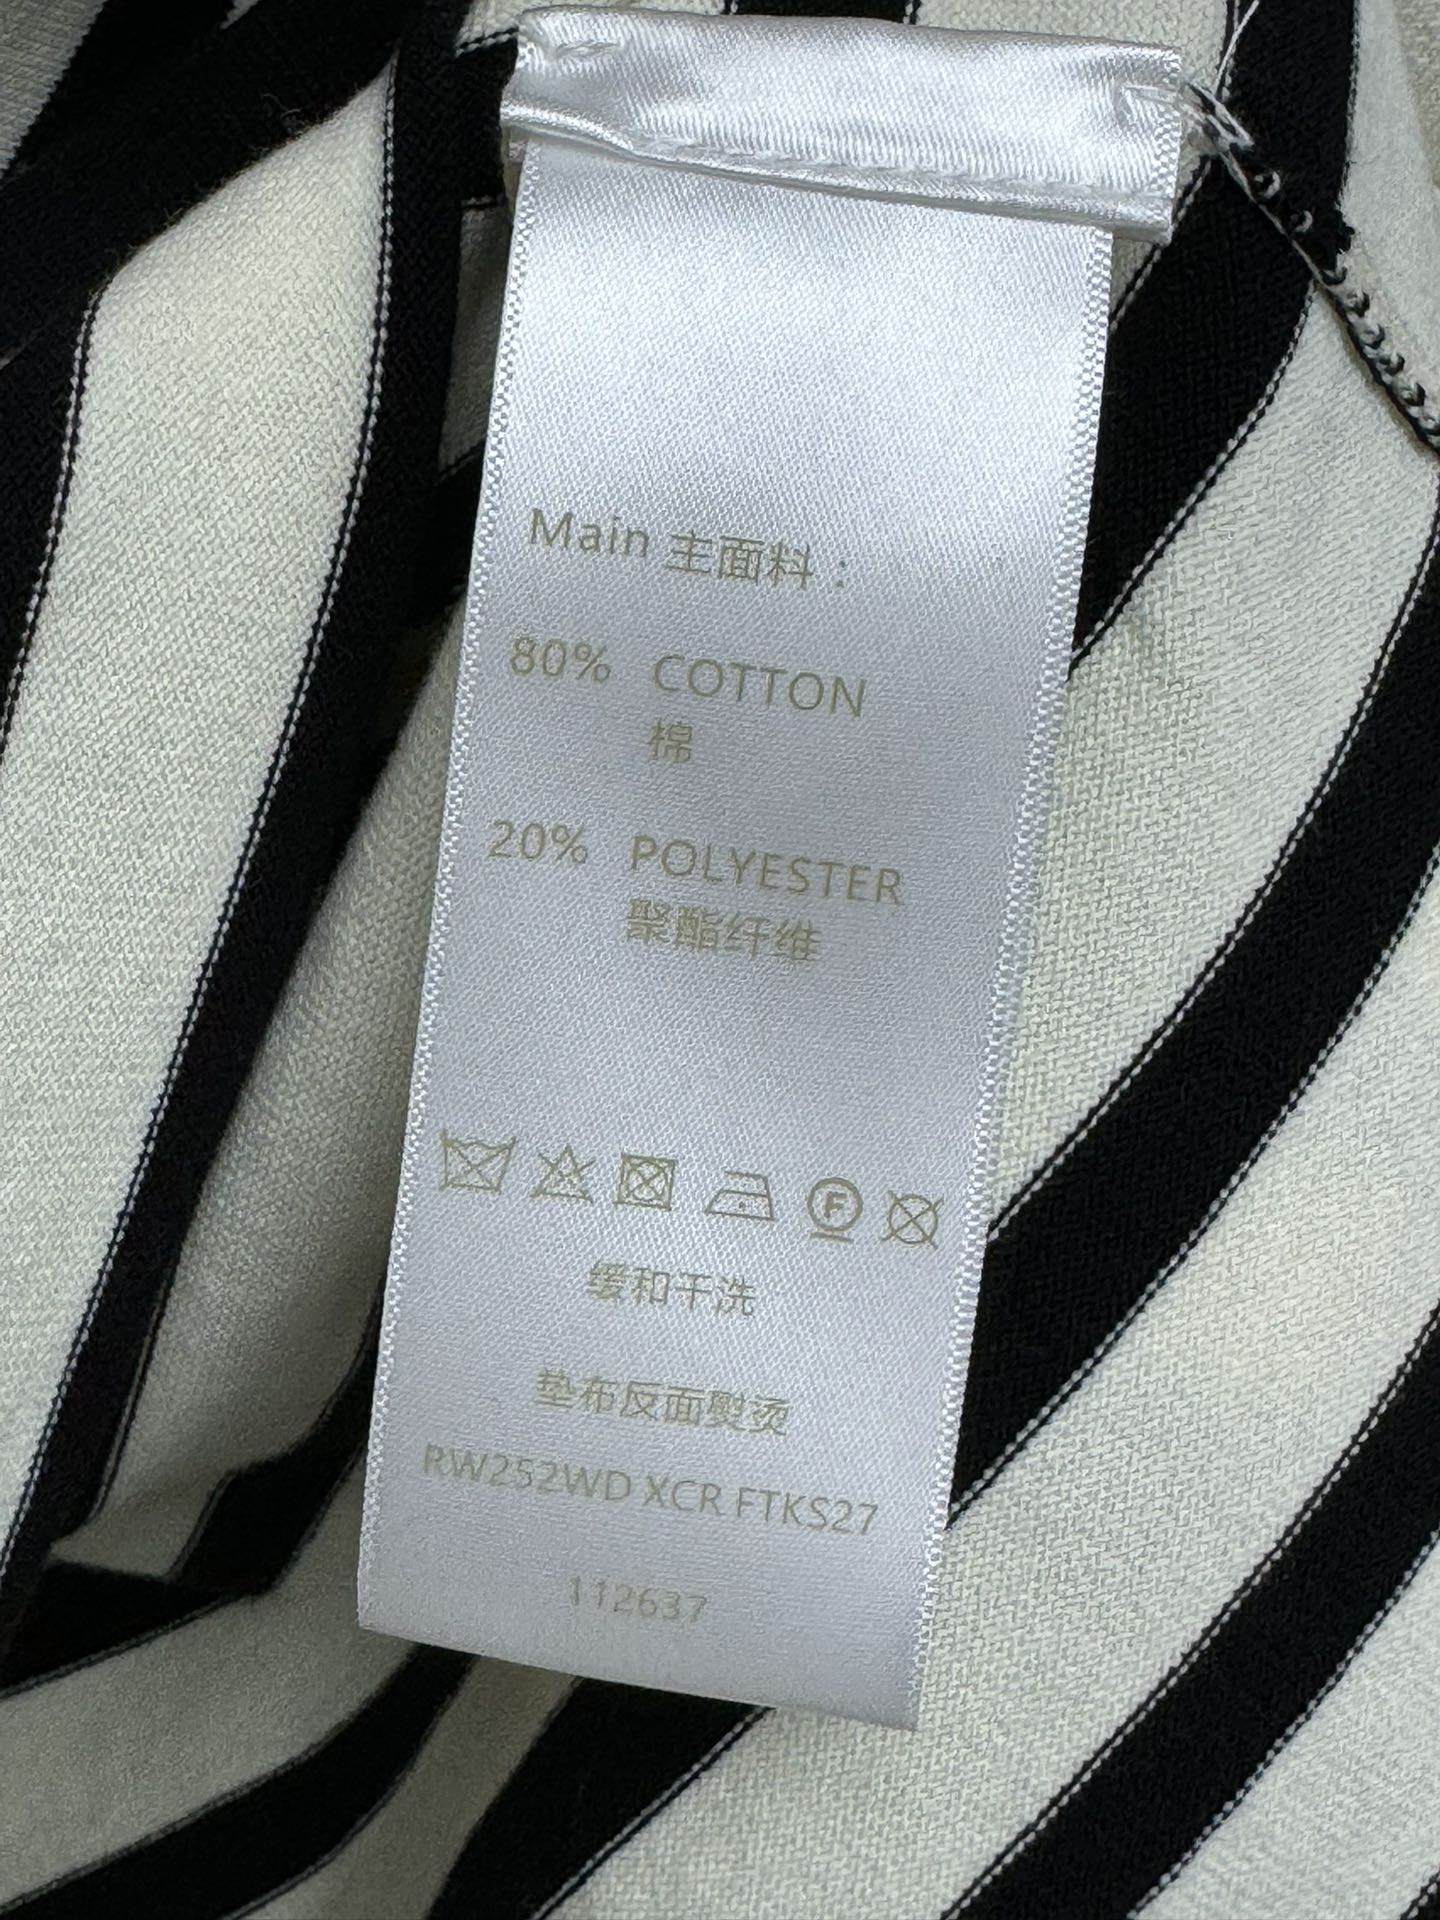 Main 主面料：
80% COTTON
棉
20% POLYESTER
聚酯纤维
F
缓和干洗
垫布反面熨烫
RW252WD XCR FTKS27
112637